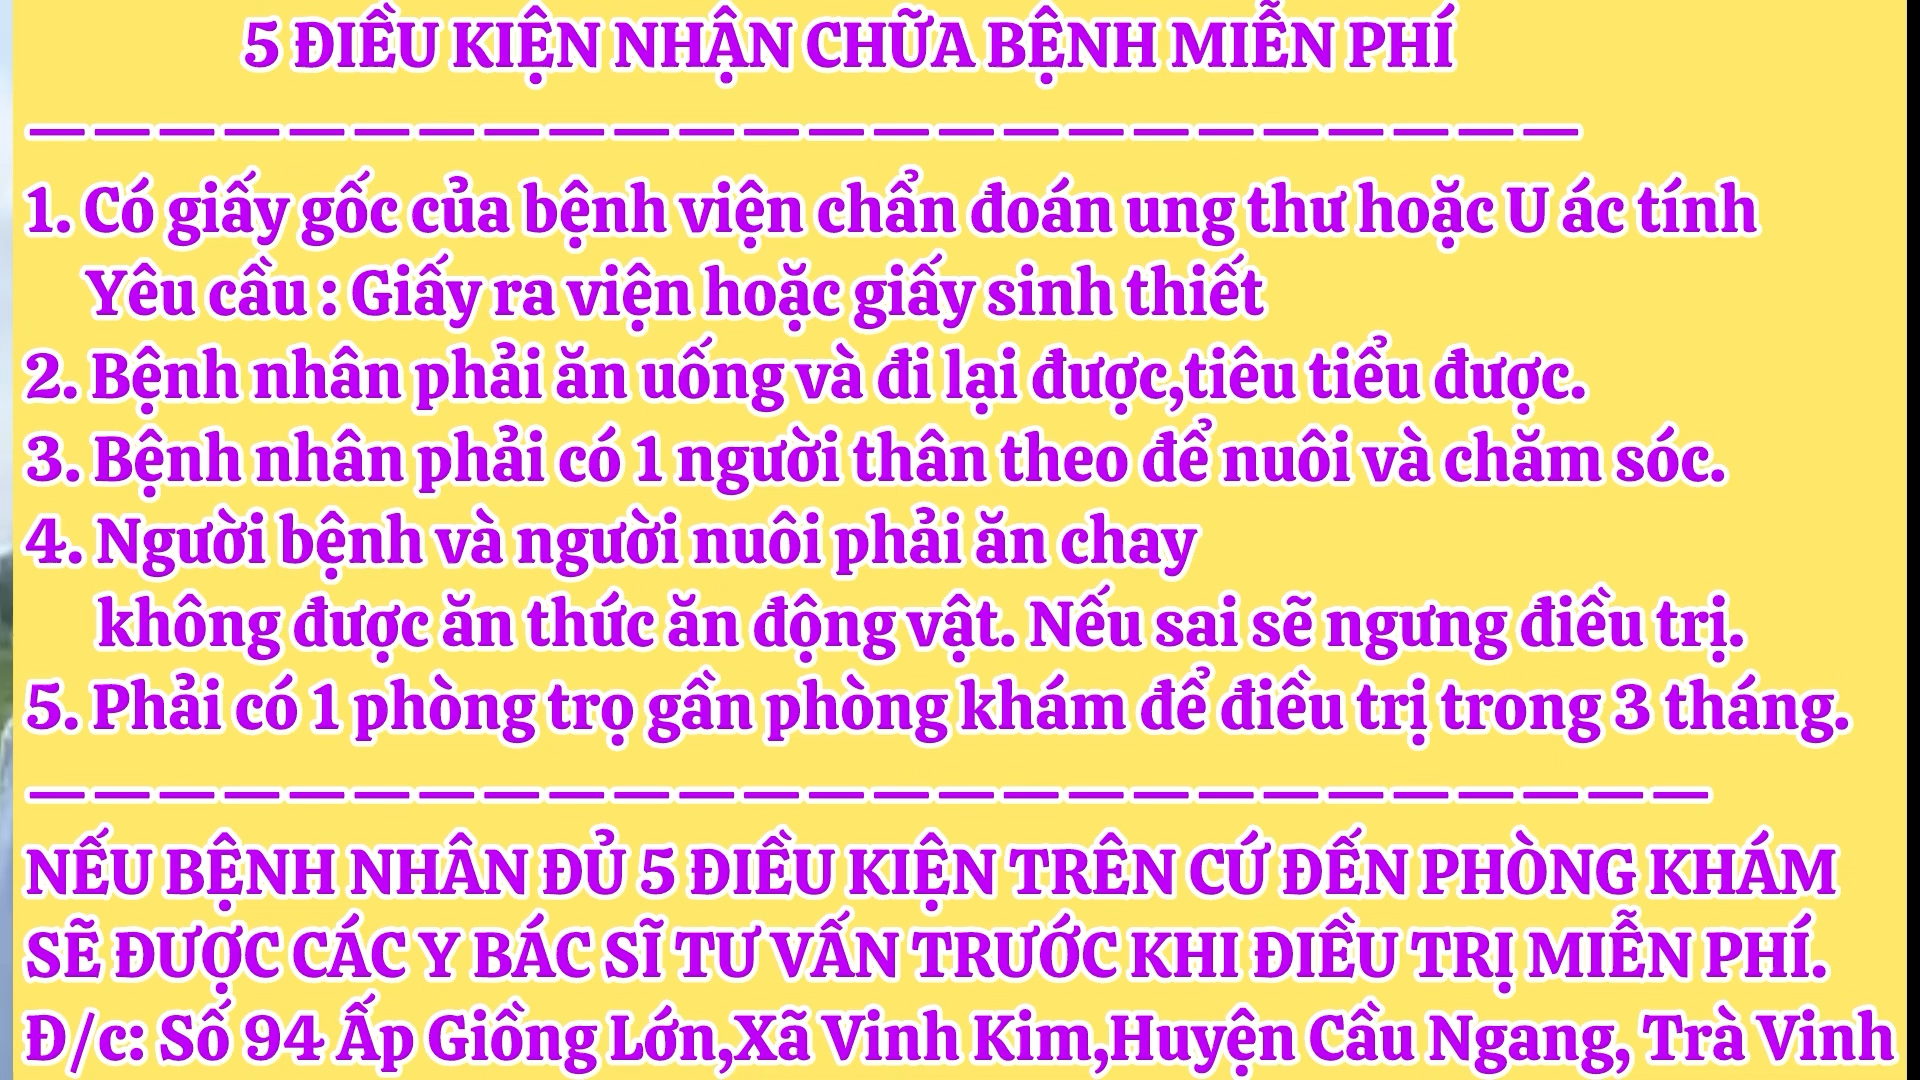 5 ĐIỀU KIỆN NHẬN CHỮA BỆNH MIỄN PHÍ
————————————————————————
1. Có giấy gốc của bệnh viện chẩn đoán ung thư hoặc U ác tính
Yêu cầu : Giấy ra viện hoặc giấy sinh thiết
2. Bệnh nhân phải ăn uống và đi lại được,tiêu tiểu được.
3. Bệnh nhân phải có 1 người thân theo để nuôi và chăm sóc.
4. Người bệnh và người nuôi phải ăn chay
không được ăn thức ăn động vật. Nếu sai sẽ ngưng điều trị.
5. Phải có 1 phòng trọ gần phòng khám để điều trị trong 3 tháng.
——————————————————————————
NẾU BỆNH NHÂN ĐỦ 5 ĐIỀU KIỆN TRÊN CỨ ĐẾN PHÒNG KHÁM
SẼ ĐƯỢC CÁC Y BÁC SĨ TƯ VẤN TRƯỚC KHI ĐIỀU TRỊ MIỄN PHÍ.
Đ/c: Số 94 Ấp Giồng Lớn,Xã Vinh Kim,Huyện Cầu Ngang, Trà Vinh